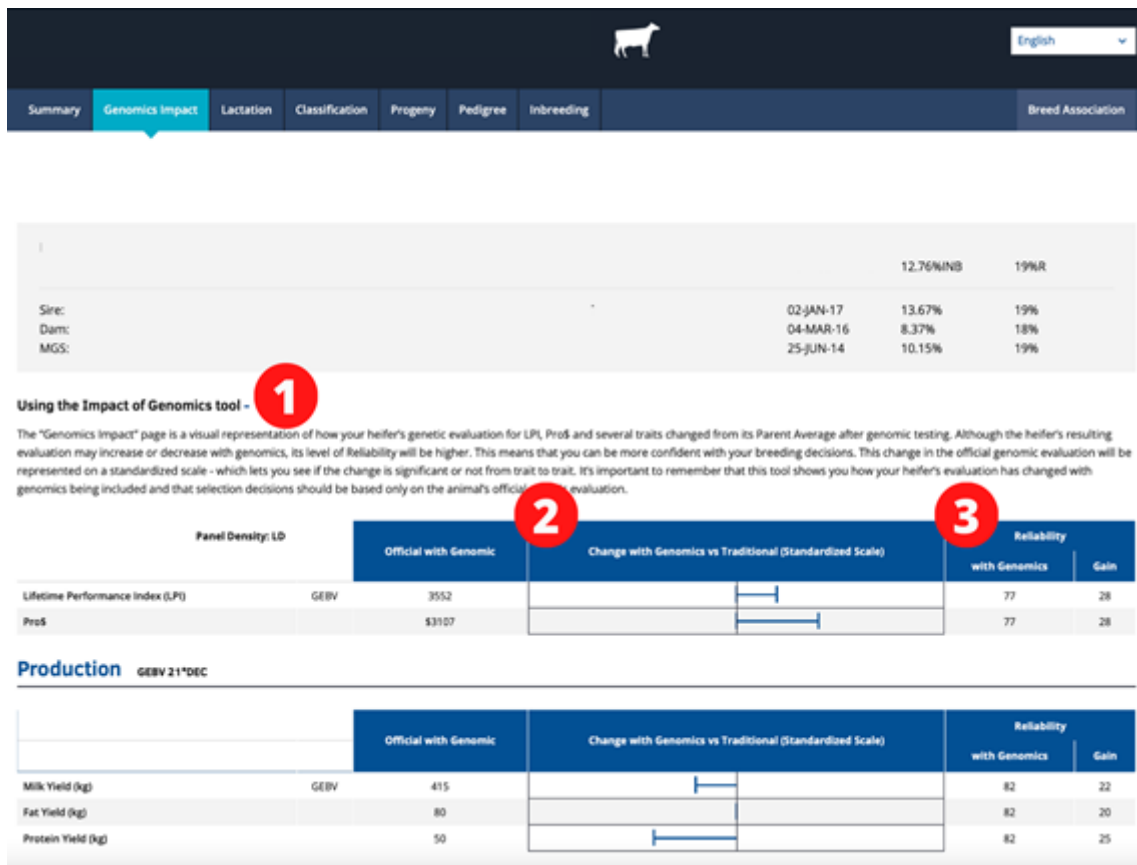 English
Summary Genomics Impact Lactation Classification Progeny Pedigree Inbreeding Breed Association
12.76%INB 19%R
Sire: 02-JAN-17 13.67% 19%
Dam: 04-MAR-16 8.37% 18%
MGS: 25-JUN-14 10.15% 19%
1
Using the Impact of Genomics tool -
The "Genomics Impact" page is a visual representation of how your heifer's genetic evaluation for LPI, Pro$ and several traits changed from its Parent Average after genomic testing. Although the heifer's resulting
evaluation may increase or decrease with genomics, its level of Reliability will be higher. This means that you can be more confident with your breeding decisions. This change in the official genomic evaluation will be
represented on a standardized scale - which lets you see if the change is significant or not from trait to trait. It's important to remember that this tool shows you how your heifer's evaluation has changed with
genomics being included and that selection decisions should be based only on the animal's official evaluation.
2
3
Panel Density: LD Official with Genomic Change with Genomics vs Traditional (Standardized Scale) Reliability
with Genomics Gain
Lifetime Performance Index (LPI) GEBV 3552 77 28
Pro$ $3107 77 28
Production GEBV 21*DEC
Official with Genomic Change with Genomics vs Traditional (Standardized Scale) Reliability
with Genomics Gain
Milk Yield (kg) GEBV 415 82 22
Fat Yield (kg) 80 82 20
Protein Yield (kg) 50 82 25